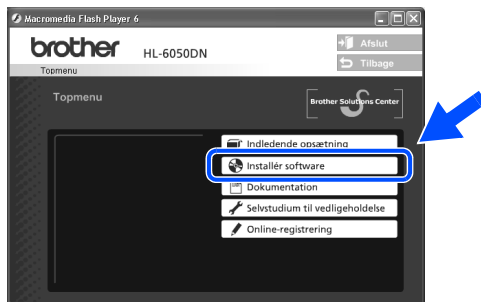 Macromedia Flash Player 6
brother HL-6050DN
Afslut
Tilbage
Topmenu
Topmenu
Brother Solutions Center
Indledende opsætning
Installér software
Dokumentation
Selvstudium til vedligeholdelse
Online-registrering